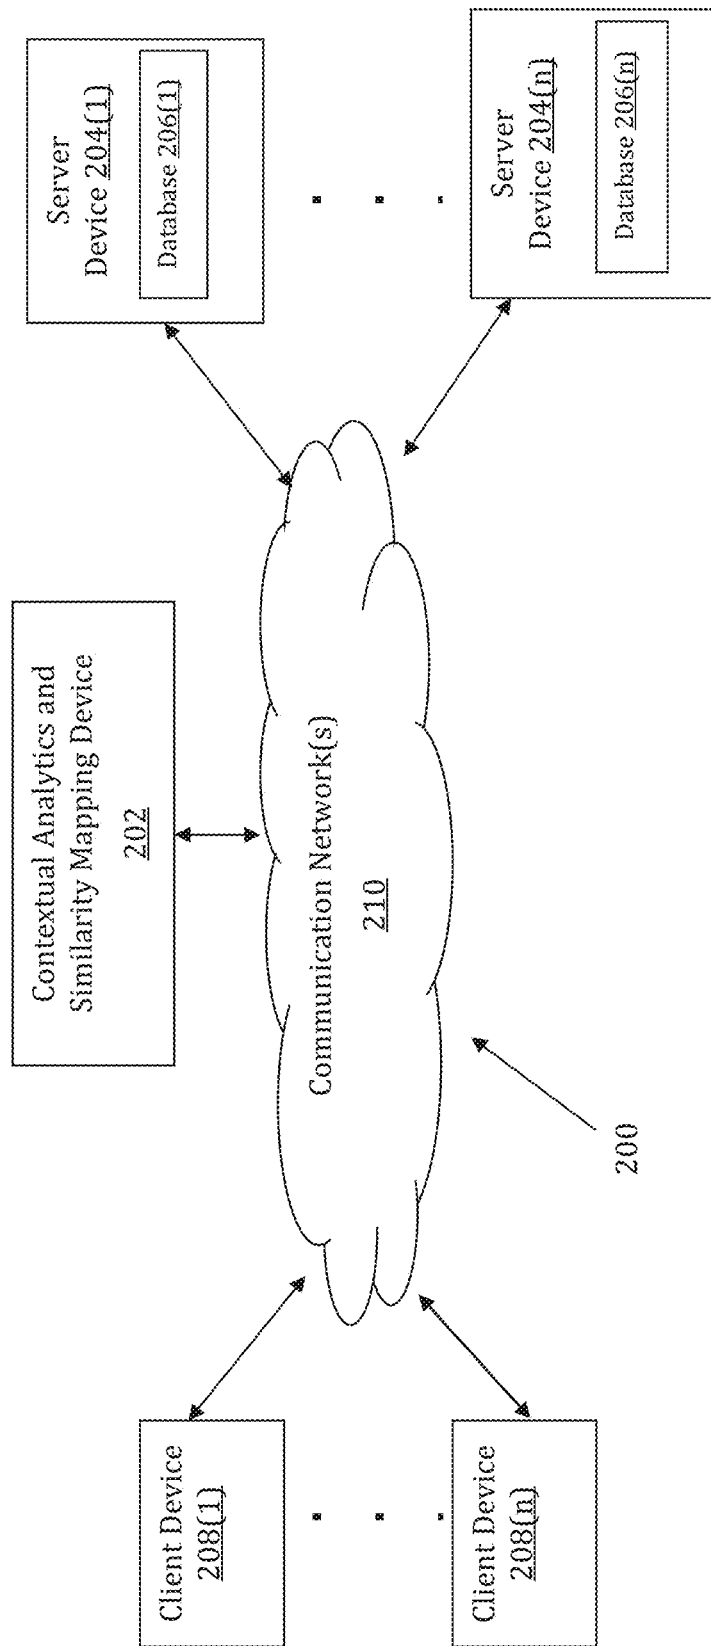 Contextual Analytics and
Similarity Mapping Device
202
Server
Device 204(1)
Database 206(1)
Server
Device 204(n)
Database 206(n)
Communication Network(s)
210
Client Device
208(1)
Client Device
208(n)
200